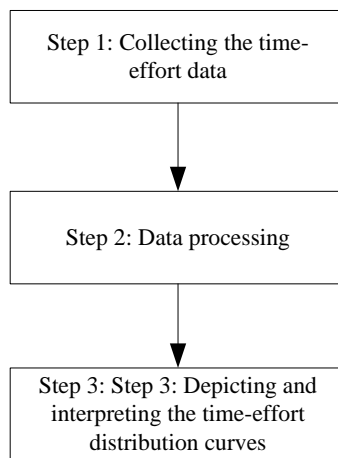 Step 1: Collecting the time-
effort data
Step 2: Data processing
Step 3: Step 3: Depicting and
interpreting the time-effort
distribution curves